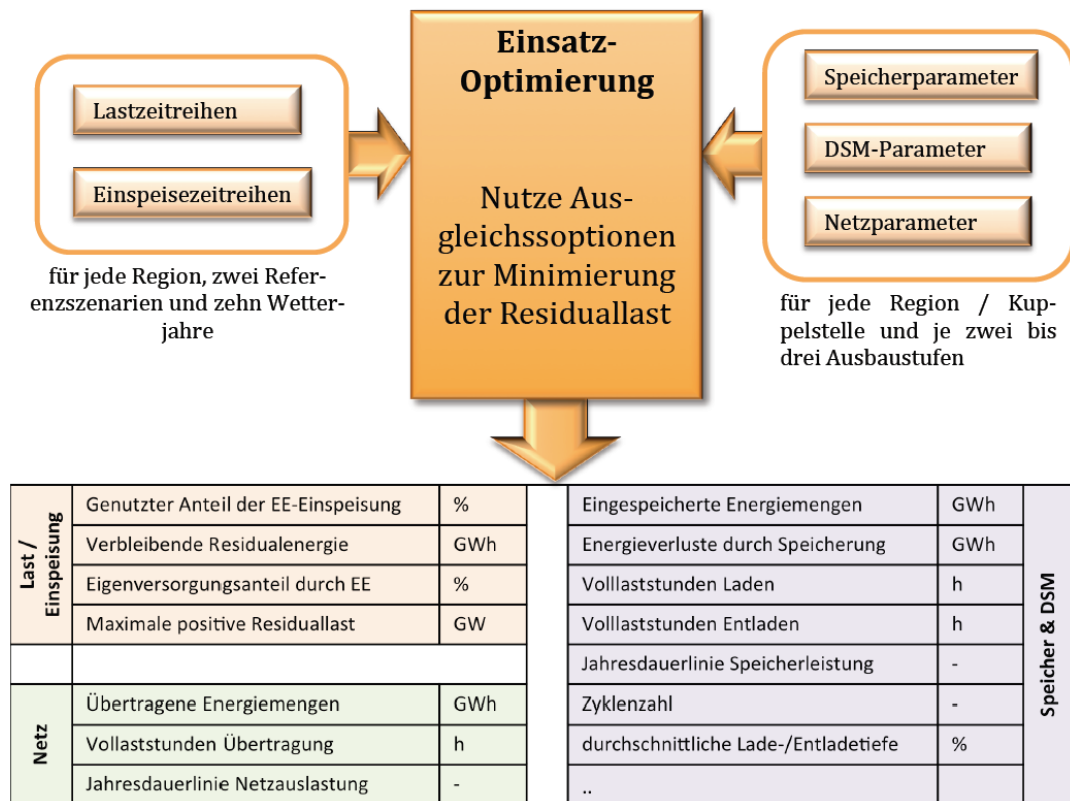 Einsatz-
Optimierung
Nutze Aus-
gleichssoptionen
zur Minimierung
der Residuallast
Lastzeitreihen
Einspeisezeitreihen
für jede Region, zwei Refer-
enzszenarien und zehn Wetter-
jahre
Speicherparameter
DSM-Parameter
Netzparameter
für jede Region / Kup-
pelstelle und je zwei bis
drei Ausbaustufen
Last /
Einspeisung
Genutzter Anteil der EE-Einspeisung %
Verbleibende Residualenergie GWh
Eigenversorgungsanteil durch EE %
Maximale positive Residuallast GW
Netz
Übertragene Energiemengen GWh
Vollaststunden Übertragung h
Jahresdauerlinie Netzauslastung -
Eingespeicherte Energiemengen GWh
Energieverluste durch Speicherung GWh
Volllaststunden Laden h
Volllaststunden Entladen h
Jahresdauerlinie Speicherleistung -
Zyklenzahl -
durchschnittliche Lade-/Entladetiefe %
..
Speicher & DSM